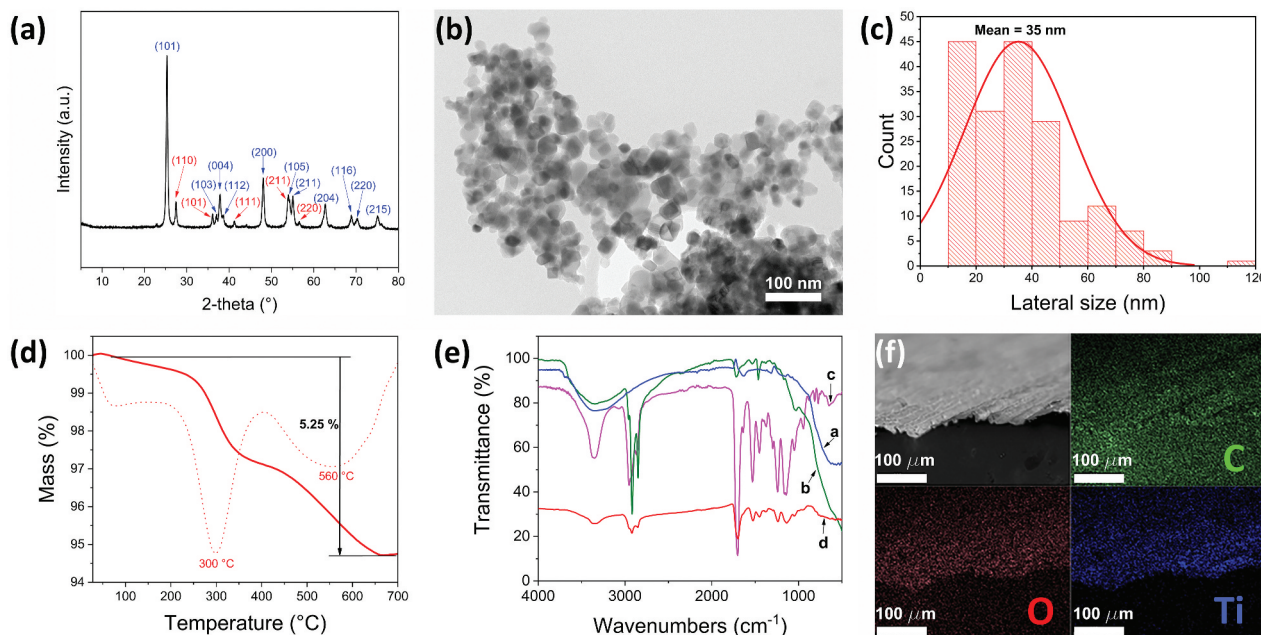 (a)
(101)
(110)
(004)
(103)
(112)
(101)
(111)
(200)
(105)
(211)
(211)
(220)
(204)
(116)
(220)
(215)
Intensity (a.u.)
10 20 30 40 50 60 70 80
2-theta (°)
(b)
100 nm
(c)
Mean = 35 nm
50
45
40
35
30
25
20
15
10
5
0
Count
0 20 40 60 80 100 120
Lateral size (nm)
(d)
100
99
98
97
96
95
94
Mass (%)
5.25 %
560 °C
300 °C
100 200 300 400 500 600 700
Temperature (°C)
(e)
100
80
60
40
20
0
Transmittance (%)
c
a
b
d
4000 3000 2000 1000
Wavenumbers (cm-1)
(f)
100 μm
100 μm
C
100 μm
O
100 μm
Ti